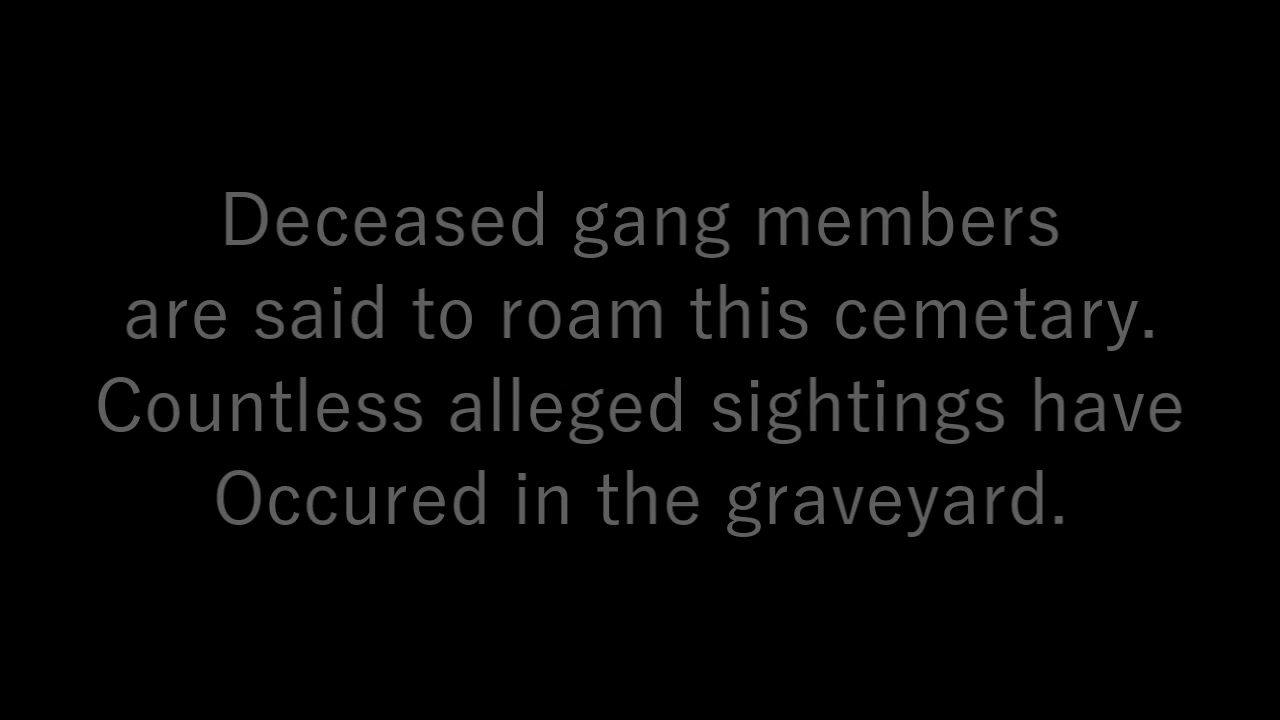 Deceased gang members
are said to roam this cemetary.
Countless alleged sightings have
Occured in the graveyard.